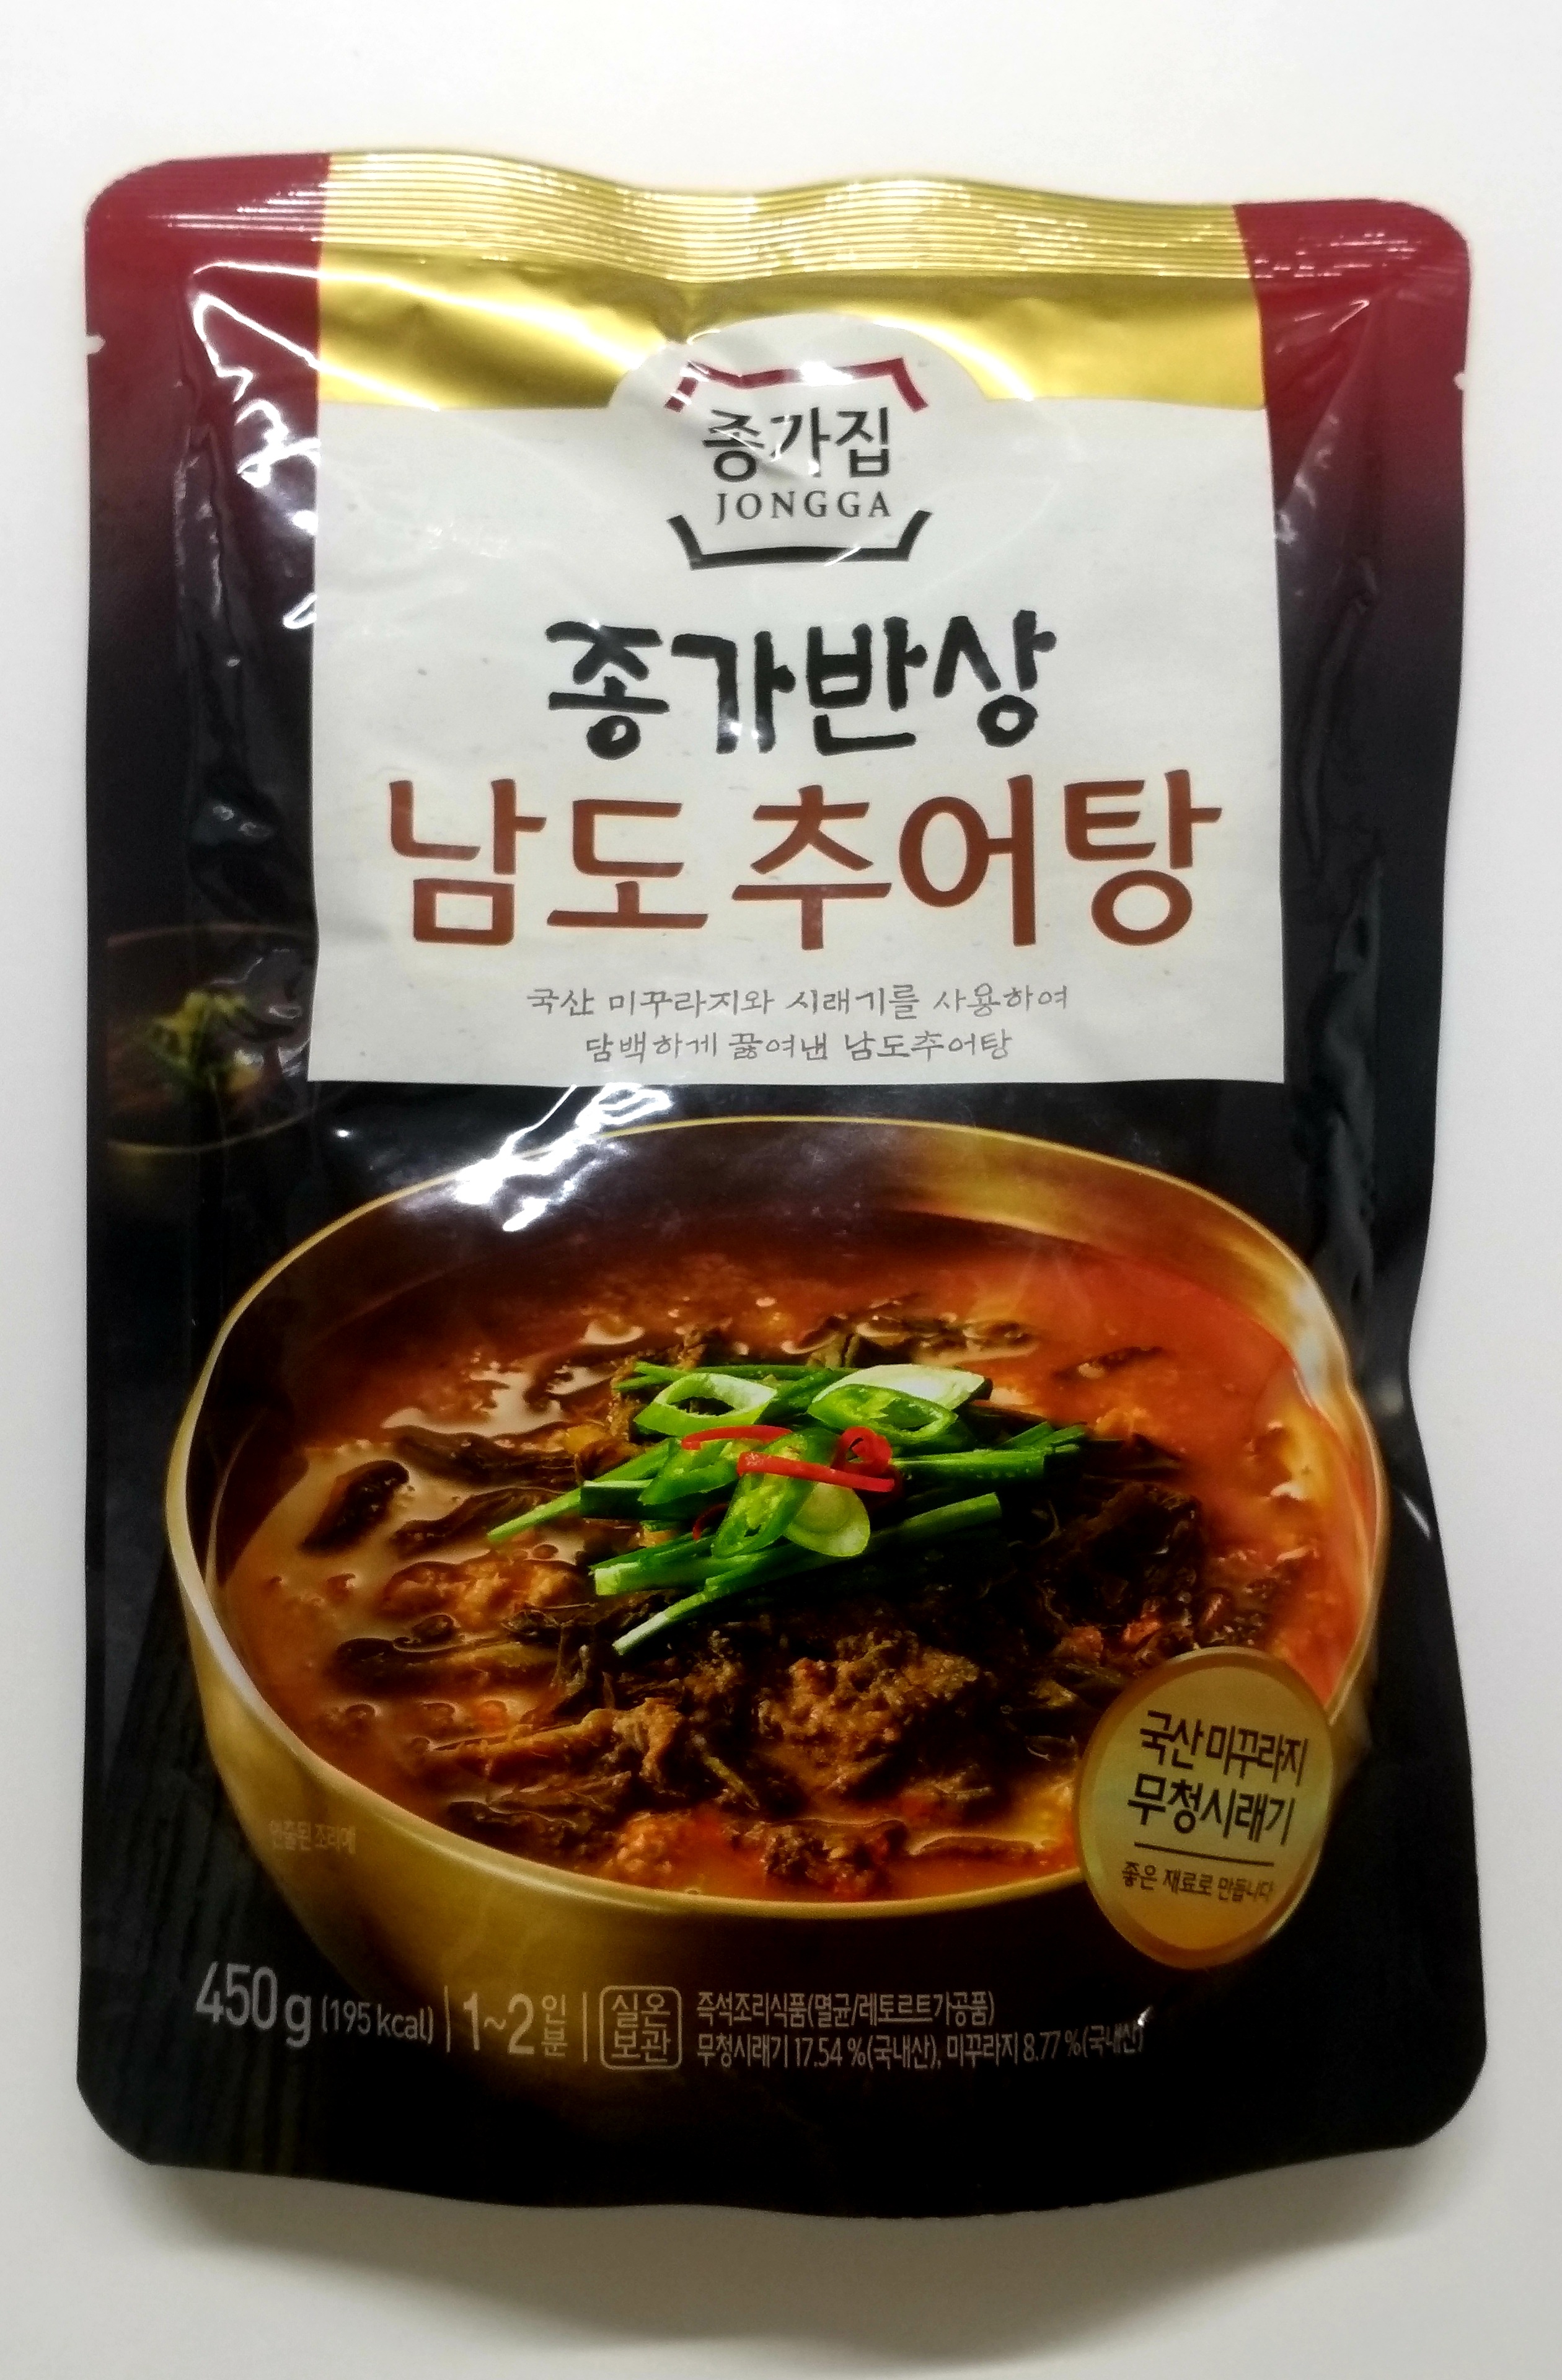 종가집
JONGGA
종가반상
남도 추어탕
국산 미꾸라지와 시래기를 사용하여
담백하게 끓여낸 남도추어탕
국산 미꾸라지
무청시래기
좋은 재료로 만듭니다
연출된 조리예
450g (195 kcal) 1~2인분 실온보관 즉석조리식품(멸균/레토르트가공품)
무청시래기 17.54 %(국내산), 미꾸라지 8.77 %(국내산)